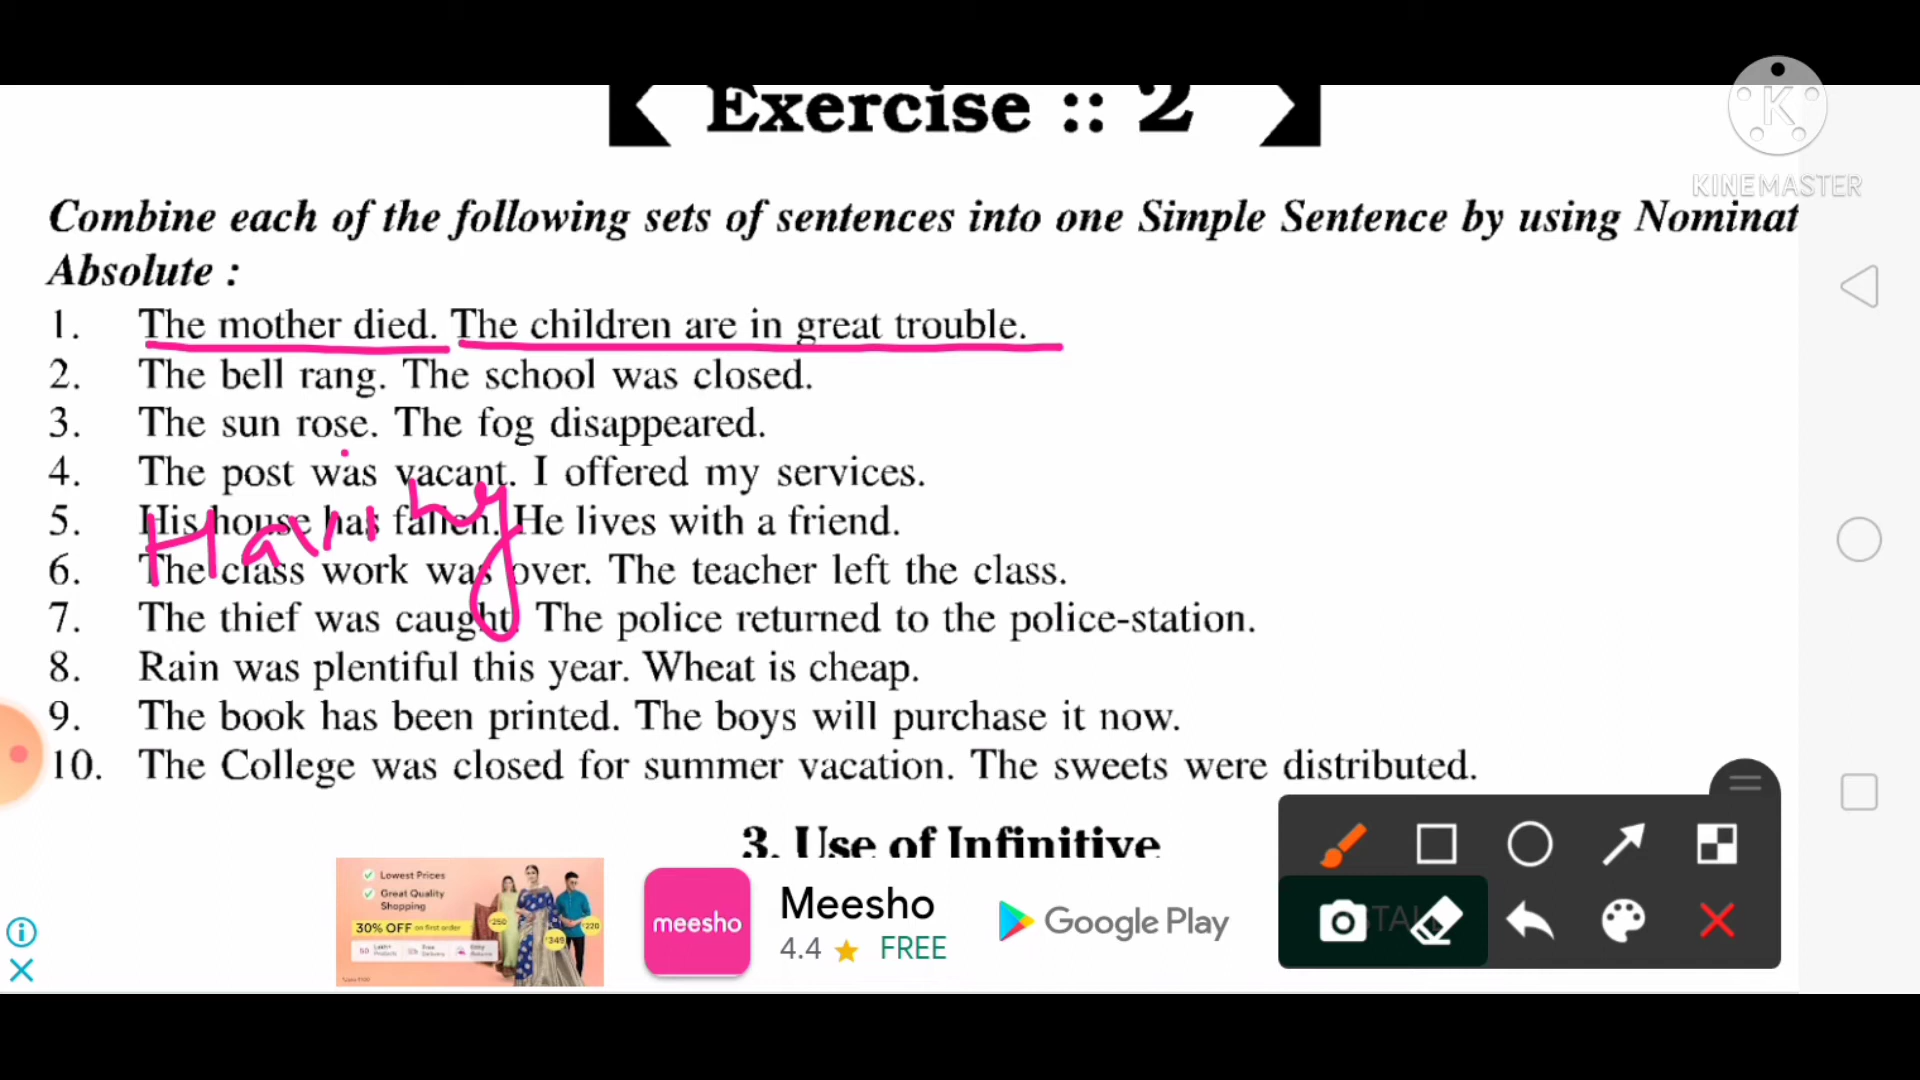 Exercise :: 2
KINEMASTER
Combine each of the following sets of sentences into one Simple Sentence by using Nominat
Absolute :
1. The mother died. The children are in great trouble.
2. The bell rang. The school was closed.
3. The sun rose. The fog disappeared.
4. The post was vacant. I offered my services.
5. His house has fallen. He lives with a friend.
Having
6. The class work was over. The teacher left the class.
7. The thief was caught. The police returned to the police-station.
8. Rain was plentiful this year. Wheat is cheap.
9. The book has been printed. The boys will purchase it now.
10. The College was closed for summer vacation. The sweets were distributed.
3. Use of Infinitive
Lowest Prices
Great Quality
Shopping
30% OFF on first order
₹250
₹349
₹220
meesho
Meesho
4.4 ★ FREE
Google Play